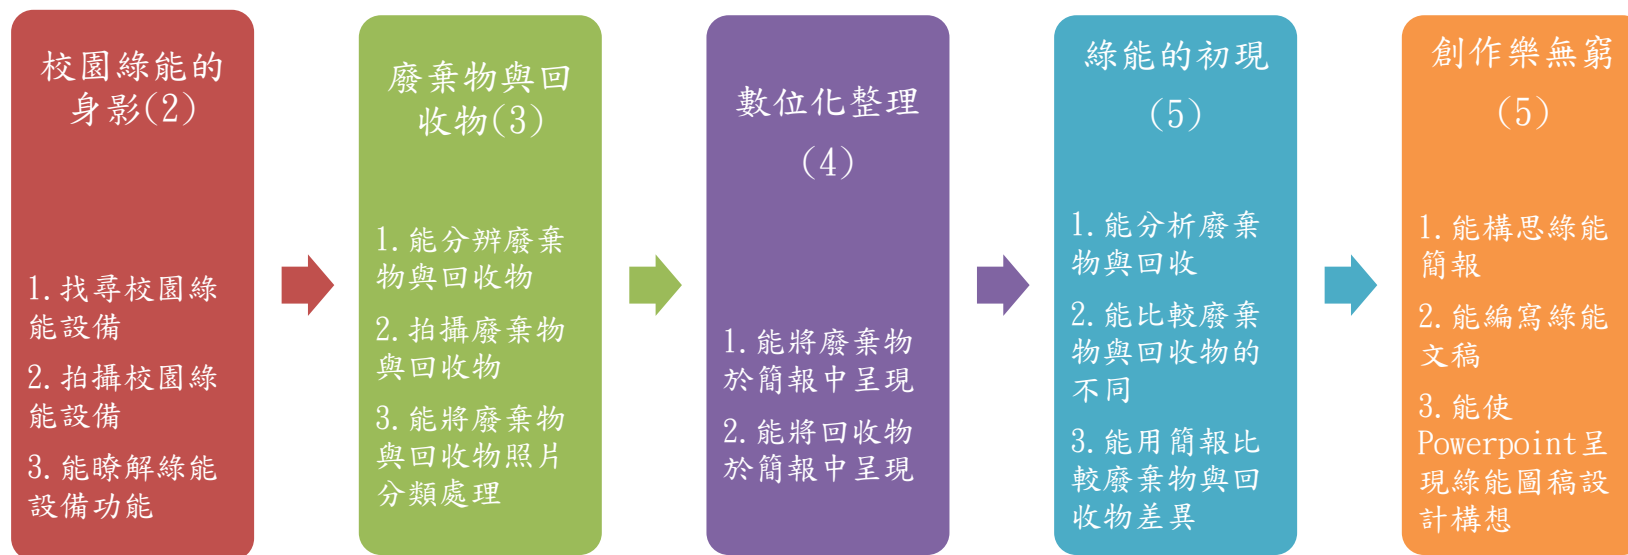 校園綠能的
身影(2)
1.找尋校園綠
能設備
2.拍攝校園綠
能設備
3.能瞭解綠能
設備功能
廢棄物與回
收物(3)
1.能分辨廢棄
物與回收物
2.拍攝廢棄物
與回收物
3.能將廢棄物
與回收物照片
分類處理
數位化整理
(4)
1.能將廢棄物
於簡報中呈現
2.能將回收物
於簡報中呈現
綠能的初現
(5)
1.能分析廢棄
物與回收
2.能比較廢棄
物與回收物的
不同
3.能用簡報比
較廢棄物與回
收物差異
創作樂無窮
(5)
1.能構思綠能
簡報
2.能編寫綠能
文稿
3.能使
Powerpoint呈
現綠能圖稿設
計構想